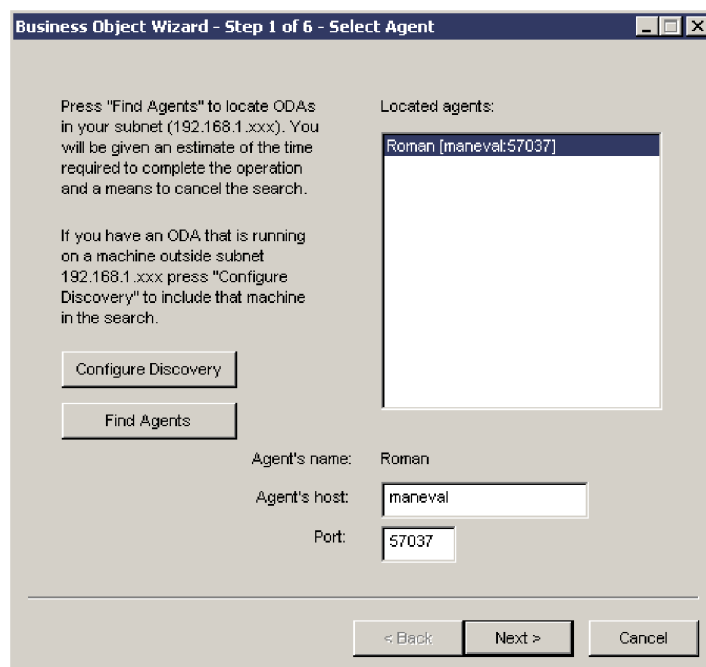 Business Object Wizard - Step 1 of 6 - Select Agent
Press "Find Agents" to locate ODAs
in your subnet (192.168.1.xxx). You
will be given an estimate of the time
required to complete the operation
and a means to cancel the search.
If you have an ODA that is running
on a machine outside subnet
192.168.1.xxx press "Configure
Discovery" to include that machine
in the search.
Configure Discovery
Find Agents
Located agents:
Roman [maneval:57037]
Agent's name: Roman
Agent's host: maneval
Port: 57037
< Back Next > Cancel